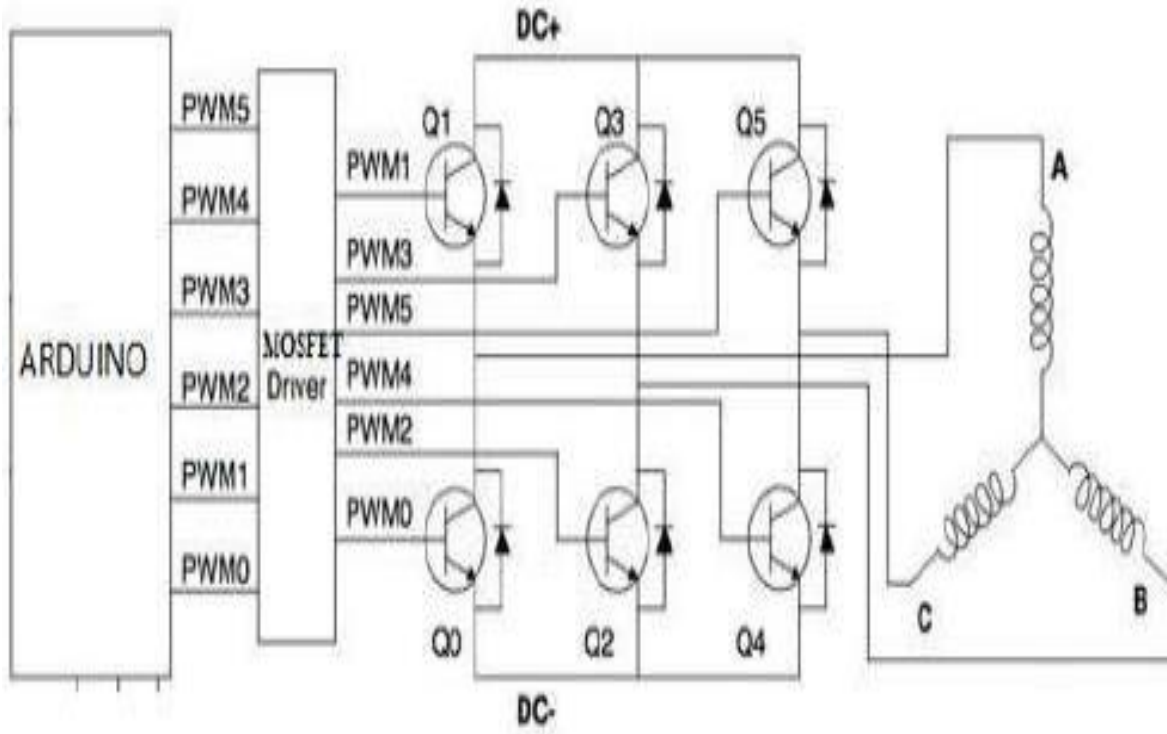 DC+
PWM5
PWM4
PWM3
PWM2
PWM1
PWM0
ARDUINO
MOSFET
Driver
PWM1
PWM3
PWM5
PWM4
PWM2
PWM0
Q1
Q3
Q5
Q0
Q2
Q4
DC-
A
C
B